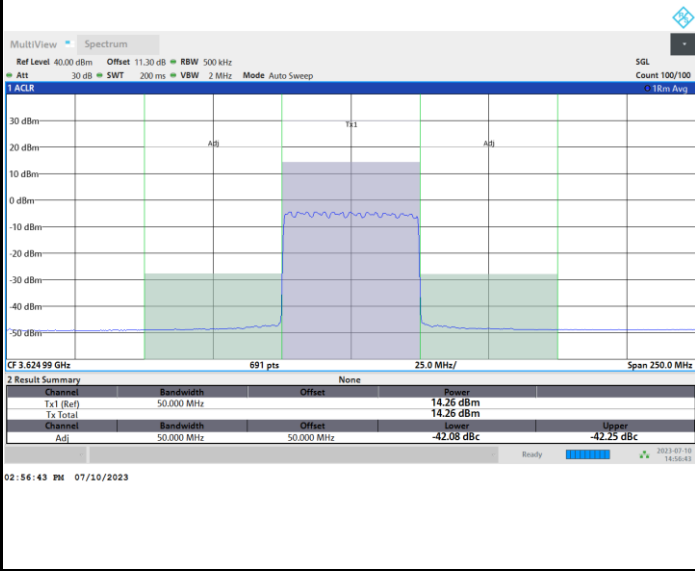 MultiView Spectrum
Ref Level 40.00 dBm Offset 11.30 dB RBW 500 kHz SGL
Att 30 dB SWT 200 ms VBW 2 MHz Mode Auto Sweep Count 100/100
1 ACLR 1Rm Avg
30 dBm
Tx1
20 dBm Adj Adj
10 dBm
0 dBm
-10 dBm
-20 dBm
-30 dBm
-40 dBm
-50 dBm
CF 3.624 99 GHz 691 pts 25.0 MHz/ Span 250.0 MHz
2 Result Summary None
Channel Bandwidth Offset Power
Tx1 (Ref) 50.000 MHz 14.26 dBm
Tx Total 14.26 dBm
Channel Bandwidth Offset Lower Upper
Adj 50.000 MHz 50.000 MHz -42.08 dBc -42.25 dBc
Ready 2023-07-10
14:56:43
02:56:43 PM 07/10/2023